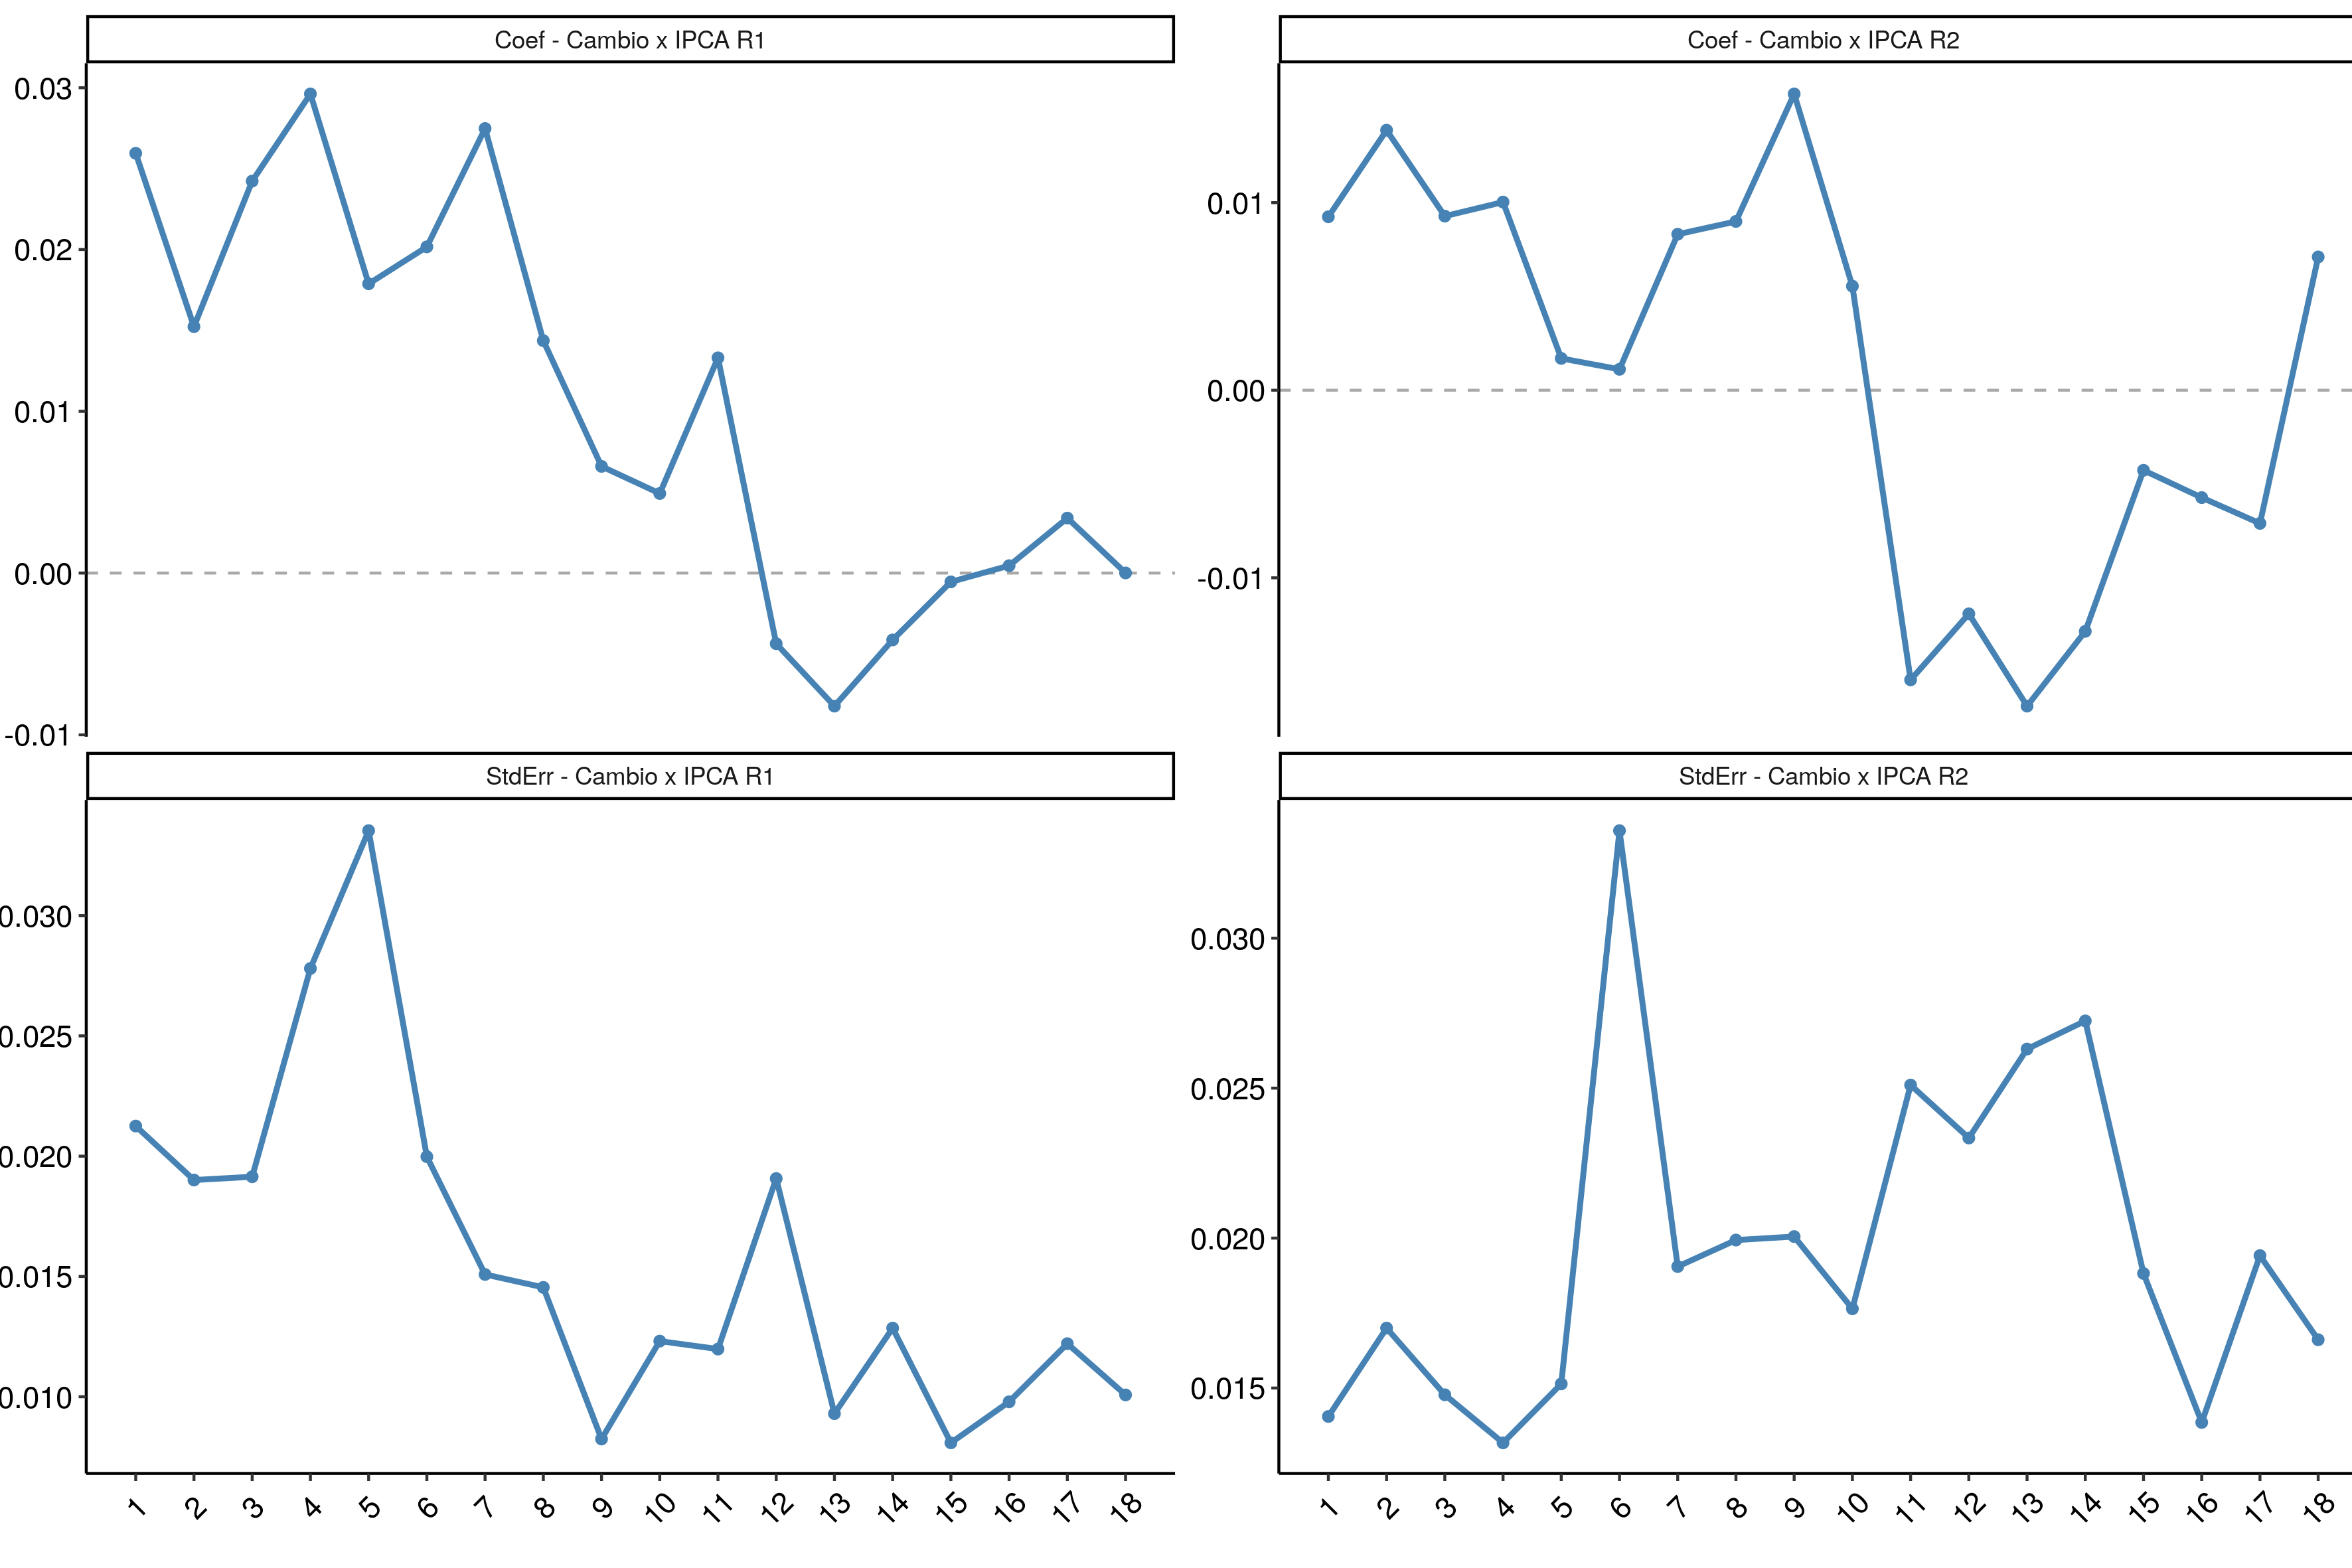 Coef - Cambio x IPCA R1
0.03
0.02
0.01
0.00
-0.01
Coef - Cambio x IPCA R2
0.01
0.00
-0.01
StdErr - Cambio x IPCA R1
0.030
0.025
0.020
0.015
0.010
1 2 3 4 5 6 7 8 9 10 11 12 13 14 15 16 17 18
StdErr - Cambio x IPCA R2
0.030
0.025
0.020
0.015
1 2 3 4 5 6 7 8 9 10 11 12 13 14 15 16 17 18